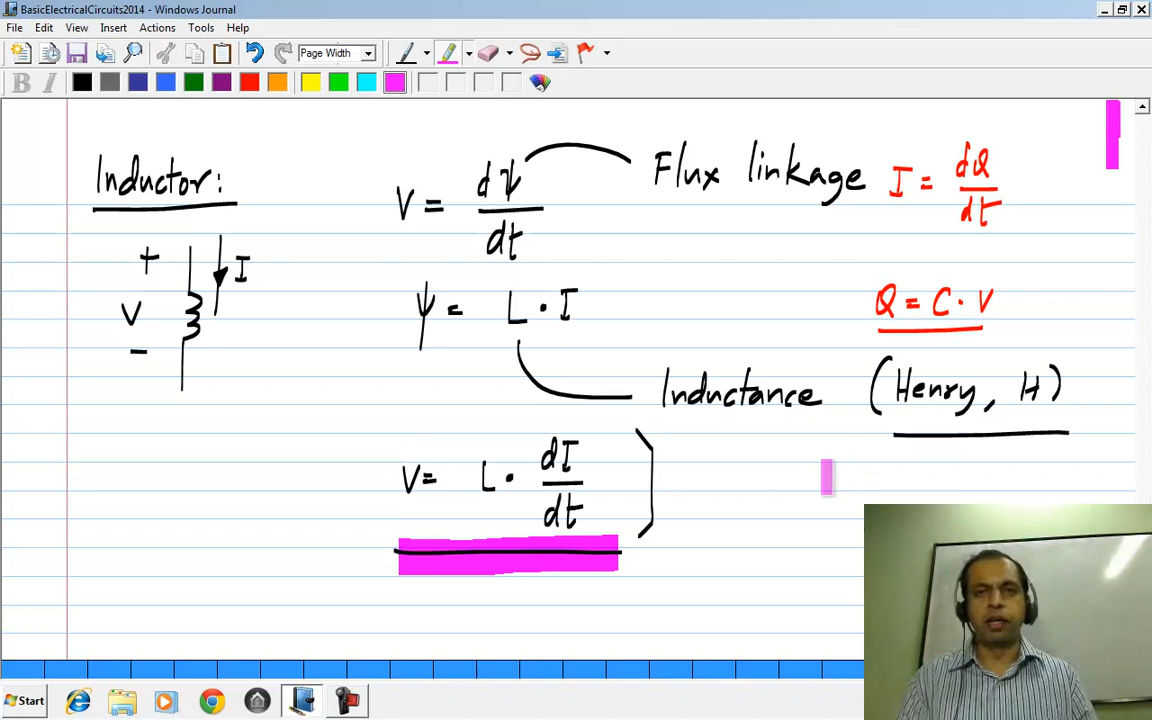 BasicElectricalCircuits2014 - Windows Journal
File Edit View Insert Actions Tools Help
Page Width
B I
Inductor:
V = dψ/dt
Flux linkage
I = dQ/dt
+
V
-
I
ψ = L · I
Q = C · V
Inductance (Henry, H)
V = L · dI/dt
Start